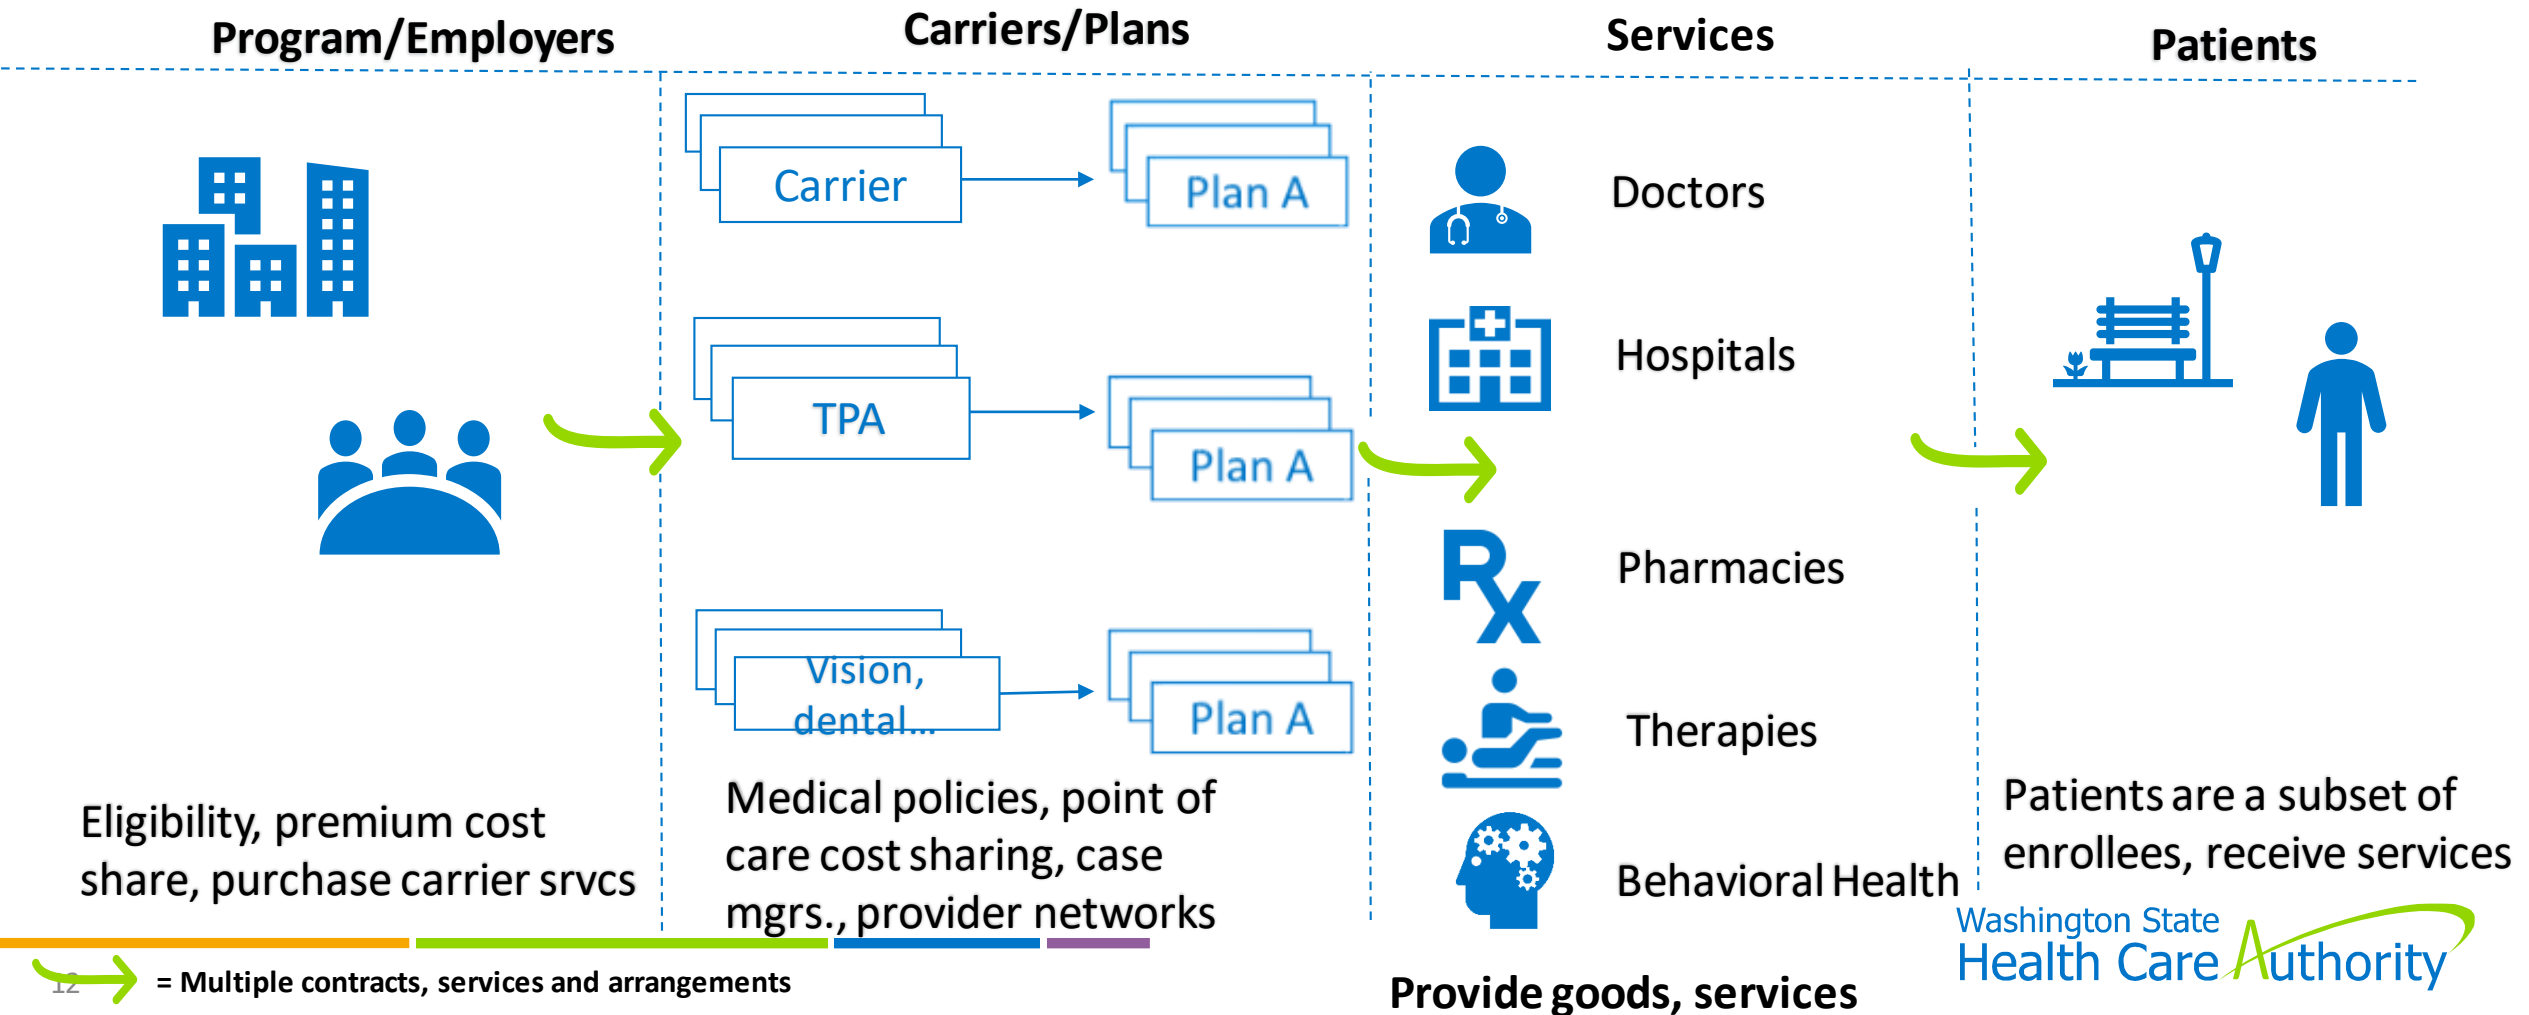 Program/Employers
Carriers/Plans
Services
Patients
Carrier
Plan A
TPA
Plan A
Vision,
dental...
Plan A
Doctors
Hospitals
Rx
Pharmacies
Therapies
Behavioral Health
Eligibility, premium cost
share, purchase carrier srvcs
Medical policies, point of
care cost sharing, case
mgrs., provider networks
Patients are a subset of
enrollees, receive services
12
= Multiple contracts, services and arrangements
Provide goods, services
Washington State
Health Care Authority